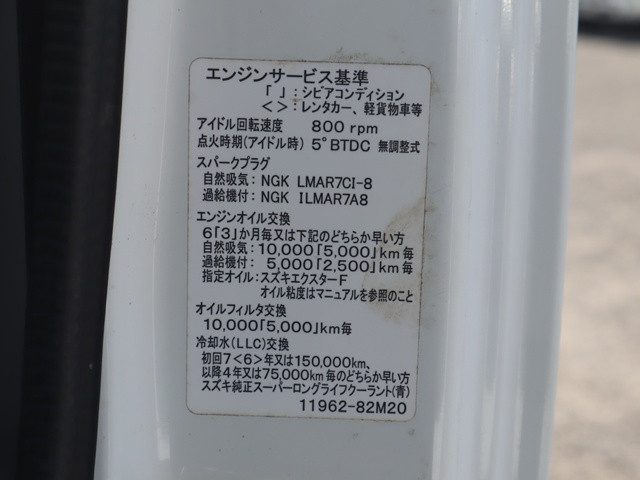 エンジンサービス基準
「 」:シビアコンディション
< >:レンタカー、軽貨物車等
アイドル回転速度 800 rpm
点火時期(アイドル時) 5°BTDC 無調整式
スパークプラグ
自然吸気:NGK LMAR7CI-8
過給機付:NGK ILMAR7A8
エンジンオイル交換
6「3」か月毎又は下記のどちらか早い方
自然吸気:10,000「5,000」km毎
過給機付: 5,000「2,500」km毎
指定オイル:スズキエクスターF
オイル粘度はマニュアルを参照のこと
オイルフィルタ交換
10,000「5,000」km毎
冷却水(LLC)交換
初回7<6>年又は150,000km、
以降4年又は75,000km毎のどちらか早い方
スズキ純正スーパーロングライフクーラント(青)
11962-82M20